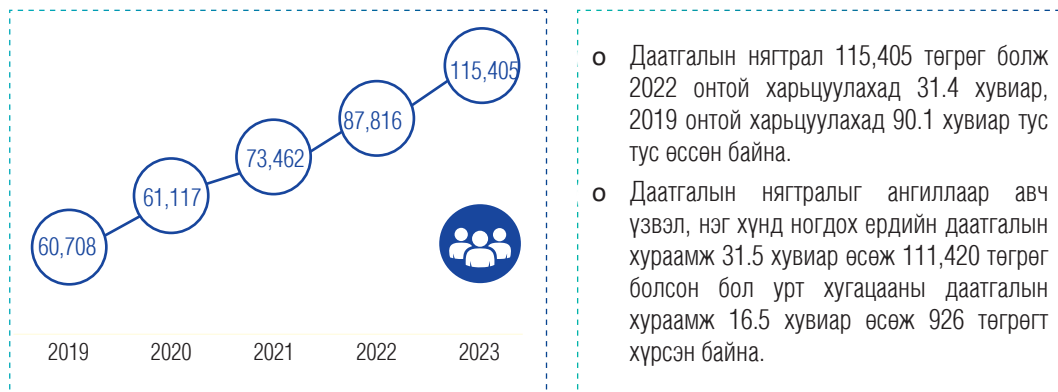 115,405
87,816
73,462
61,117
60,708
2019 2020 2021 2022 2023
o Даатгалын нягтрал 115,405 төгрөг болж
2022 онтой харьцуулахад 31.4 хувиар,
2019 онтой харьцуулахад 90.1 хувиар тус
тус өссөн байна.
o Даатгалын нягтралыг ангиллаар авч
үзвэл, нэг хүнд ногдох ердийн даатгалын
хураамж 31.5 хувиар өсөж 111,420 төгрөг
болсон бол урт хугацааны даатгалын
хураамж 16.5 хувиар өсөж 926 төгрөгт
хүрсэн байна.